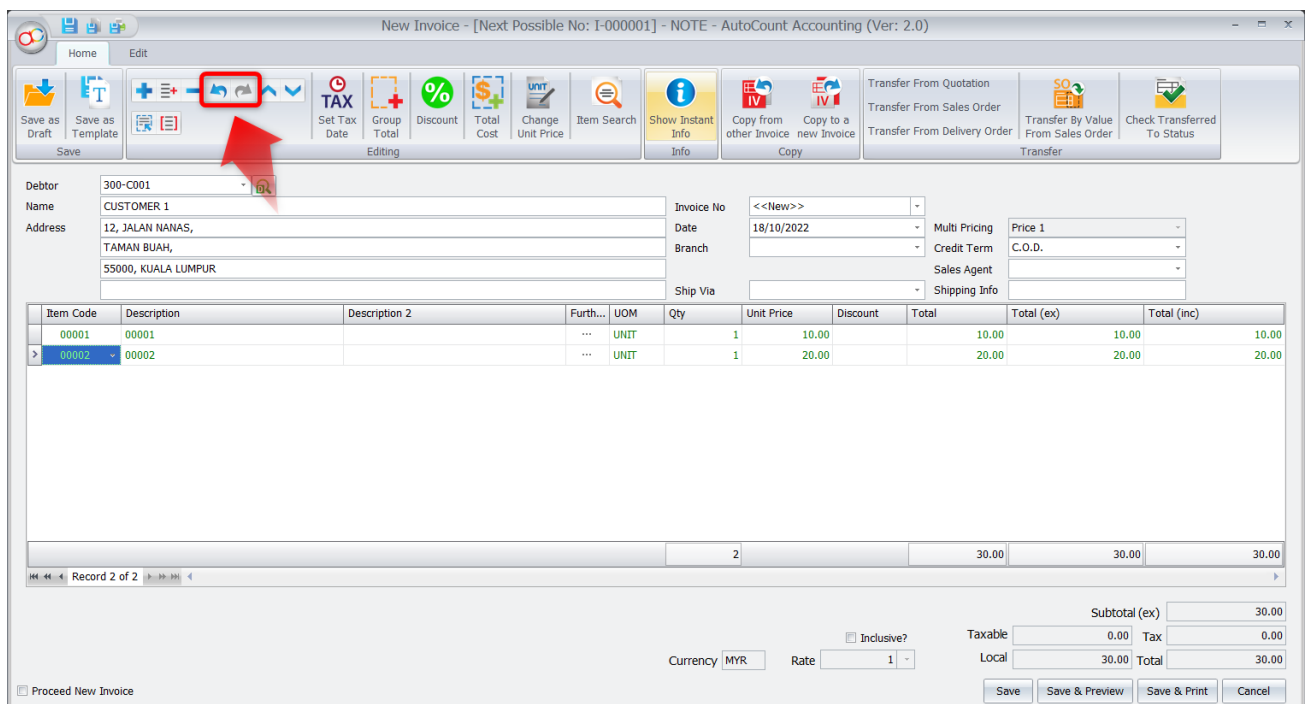 New Invoice - [Next Possible No: I-000001] - NOTE - AutoCount Accounting (Ver: 2.0)
Home Edit
Save as Draft
Save as Template
Save
TAX
Set Tax Date
Group Total
Discount
Total Cost
UNIT
Change Unit Price
Item Search
Editing
Show Instant Info
Info
IV
Copy from other Invoice
IV
Copy to a new Invoice
Copy
Transfer From Quotation
Transfer From Sales Order
Transfer From Delivery Order
SO
Transfer By Value From Sales Order
Check Transferred To Status
Transfer
Debtor 300-C001
Name CUSTOMER 1 Invoice No <<New>>
Address 12, JALAN NANAS, Date 18/10/2022 Multi Pricing Price 1
TAMAN BUAH, Branch Credit Term C.O.D.
55000, KUALA LUMPUR Sales Agent
Ship Via Shipping Info
Item Code Description Description 2 Furth... UOM Qty Unit Price Discount Total Total (ex) Total (inc)
00001 00001 ... UNIT 1 10.00 10.00 10.00 10.00
00002 00002 ... UNIT 1 20.00 20.00 20.00 20.00
2 30.00 30.00 30.00
Record 2 of 2
Subtotal (ex) 30.00
Inclusive? Taxable 0.00 Tax 0.00
Currency MYR Rate 1 Local 30.00 Total 30.00
Proceed New Invoice Save Save & Preview Save & Print Cancel